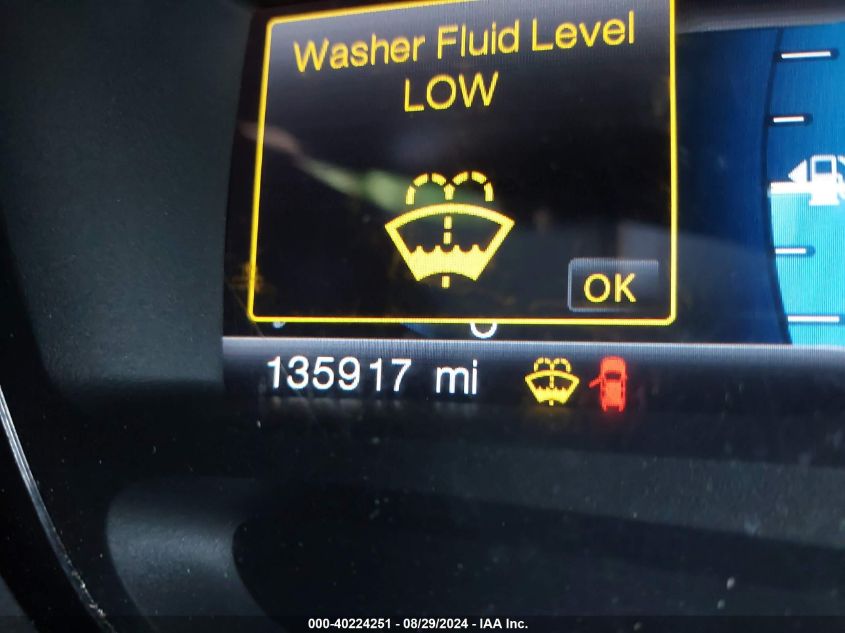 Washer Fluid Level
LOW
OK
135917 mi
000-40224251 - 08/29/2024 - IAA Inc.